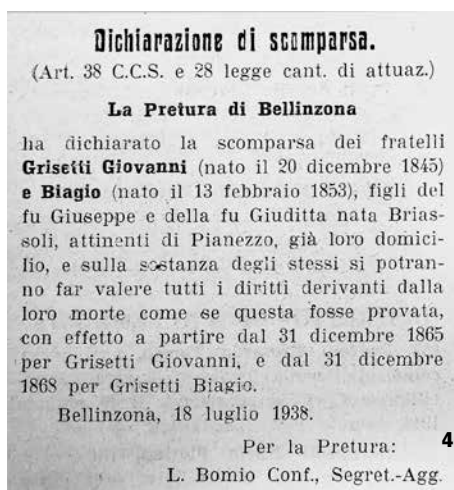 Dichiarazione di scomparsa.
(Art. 38 C.C.S. e 28 legge cant. di attuaz.)
La Pretura di Bellinzona
ha dichiarato la scomparsa dei fratelli
Grisetti Giovanni (nato il 20 dicembre 1845)
e Biagio (nato il 13 febbraio 1853), figli del
fu Giuseppe e della fu Giuditta nata Brias-
soli, attinenti di Pianezzo, già loro domici-
lio, e sulla sostanza degli stessi si potran-
no far valere tutti i diritti derivanti dalla
loro morte come se questa fosse provata,
con effetto a partire dal 31 dicembre 1865
per Grisetti Giovanni, e dal 31 dicembre
1868 per Grisetti Biagio.
Bellinzona, 18 luglio 1938.
Per la Pretura:
4
L. Bomio Conf., Segret.-Agg.